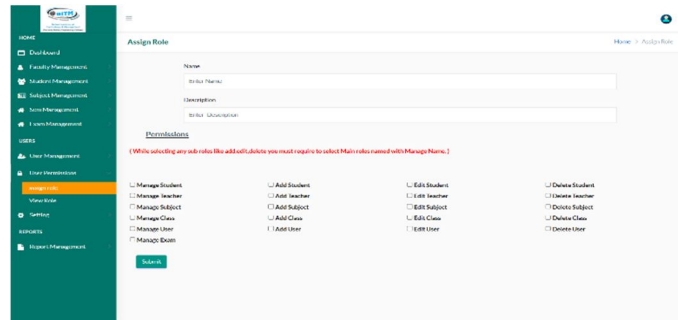 HOME
Dashboard
Faculty Management
Student Management
Subject Management
Exam Management
USERS
User Management
User Permissions
Assign role
View Role
Setting
REPORTS
Report Management
Assign Role
Home > Assign Role
Name
Enter Name
Description
Enter Description
Permissions
( While selecting any sub roles like add,edit,delete you must require to select Main roles named with Manage Name. )
Manage Student Add Student Edit Student Delete Student
Manage Teacher Add Teacher Edit Teacher Delete Teacher
Manage Subject Add Subject Edit Subject Delete Subject
Manage Class Add Class Edit Class Delete Class
Manage User Add User Edit User Delete User
Manage Exam
Submit